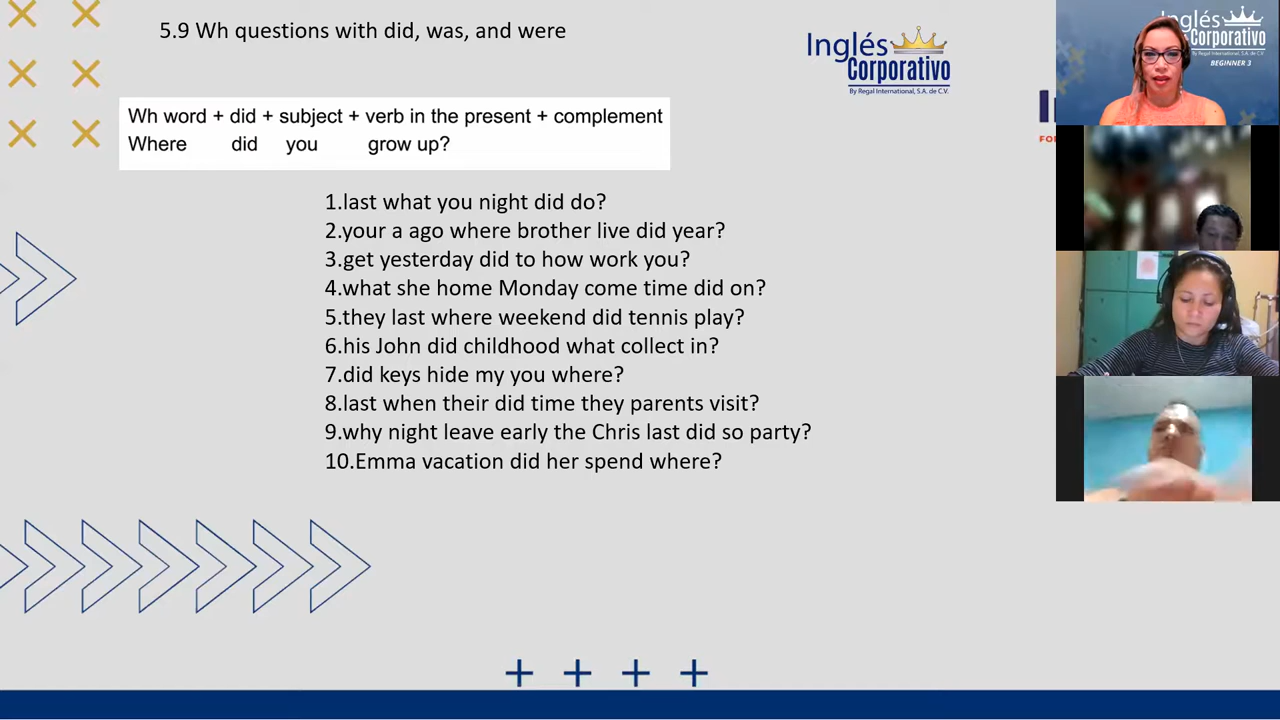 5.9 Wh questions with did, was, and were
Inglés
Corporativo
By Regal International, S.A. de C.V.
Wh word + did + subject + verb in the present + complement
Where did you grow up?
1.last what you night did do?
2.your a ago where brother live did year?
3.get yesterday did to how work you?
4.what she home Monday come time did on?
5.they last where weekend did tennis play?
6.his John did childhood what collect in?
7.did keys hide my you where?
8.last when their did time they parents visit?
9.why night leave early the Chris last did so party?
10.Emma vacation did her spend where?
Inglés
Corporativo
By Regal International, S.A. de C.V.
BEGINNER 3